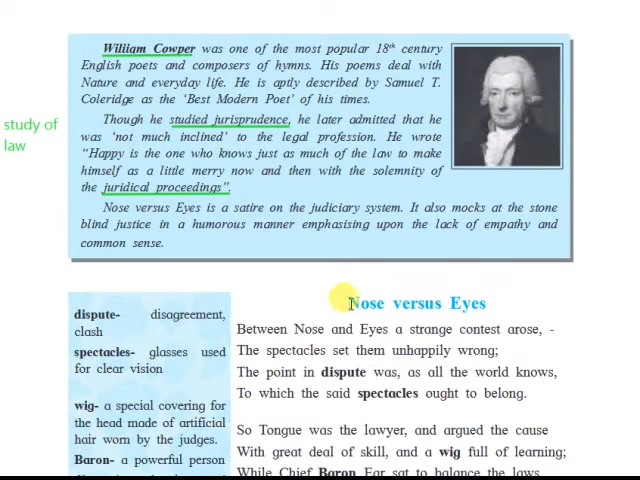 Wiliiam Cowper was one of the most popular 18th century
English poets and composers of hymns. His poems deal with
Nature and everyday life. He is aptly described by Samuel T.
Coleridge as the ‘Best Modern Poet’ of his times.
Though he studied jurisprudence, he later admitted that he
was ‘not much inclined’ to the legal profession. He wrote
“Happy is the one who knows just as much of the law to make
himself as a little merry now and then with the solemnity of
the juridical proceedings”.
Nose versus Eyes is a satire on the judiciary system. It also mocks at the stone
blind justice in a humorous manner emphasising upon the lack of empathy and
common sense.
study of
law
dispute- disagreement,
clash
spectacles- glasses used
for clear vision
wig- a special covering for
the head made of artificial
hair worn by the judges.
Baron- a powerful person
Nose versus Eyes
Between Nose and Eyes a strange contest arose, -
The spectacles set them unhappily wrong;
The point in dispute was, as all the world knows,
To which the said spectacles ought to belong.
So Tongue was the lawyer, and argued the cause
With great deal of skill, and a wig full of learning;
While Chief Baron Ear sat to balance the laws